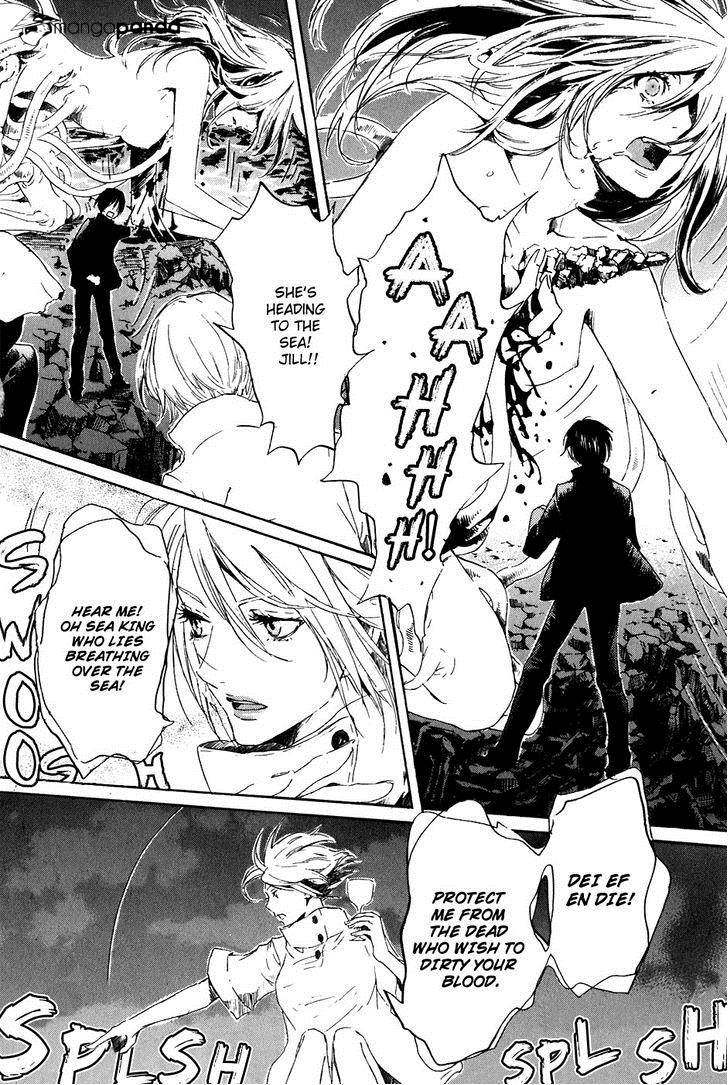 mangapanda
AAHHH!
SHE'S
HEADING
TO THE
SEA!
JILL!!
SWOOSH
HEAR ME!
OH SEA KING
WHO LIES
BREATHING
OVER THE
SEA!
DEI EF
EN DIE!
PROTECT
ME FROM
THE DEAD
WHO WISH TO
DIRTY YOUR
BLOOD.
SPLSH
SPLSH